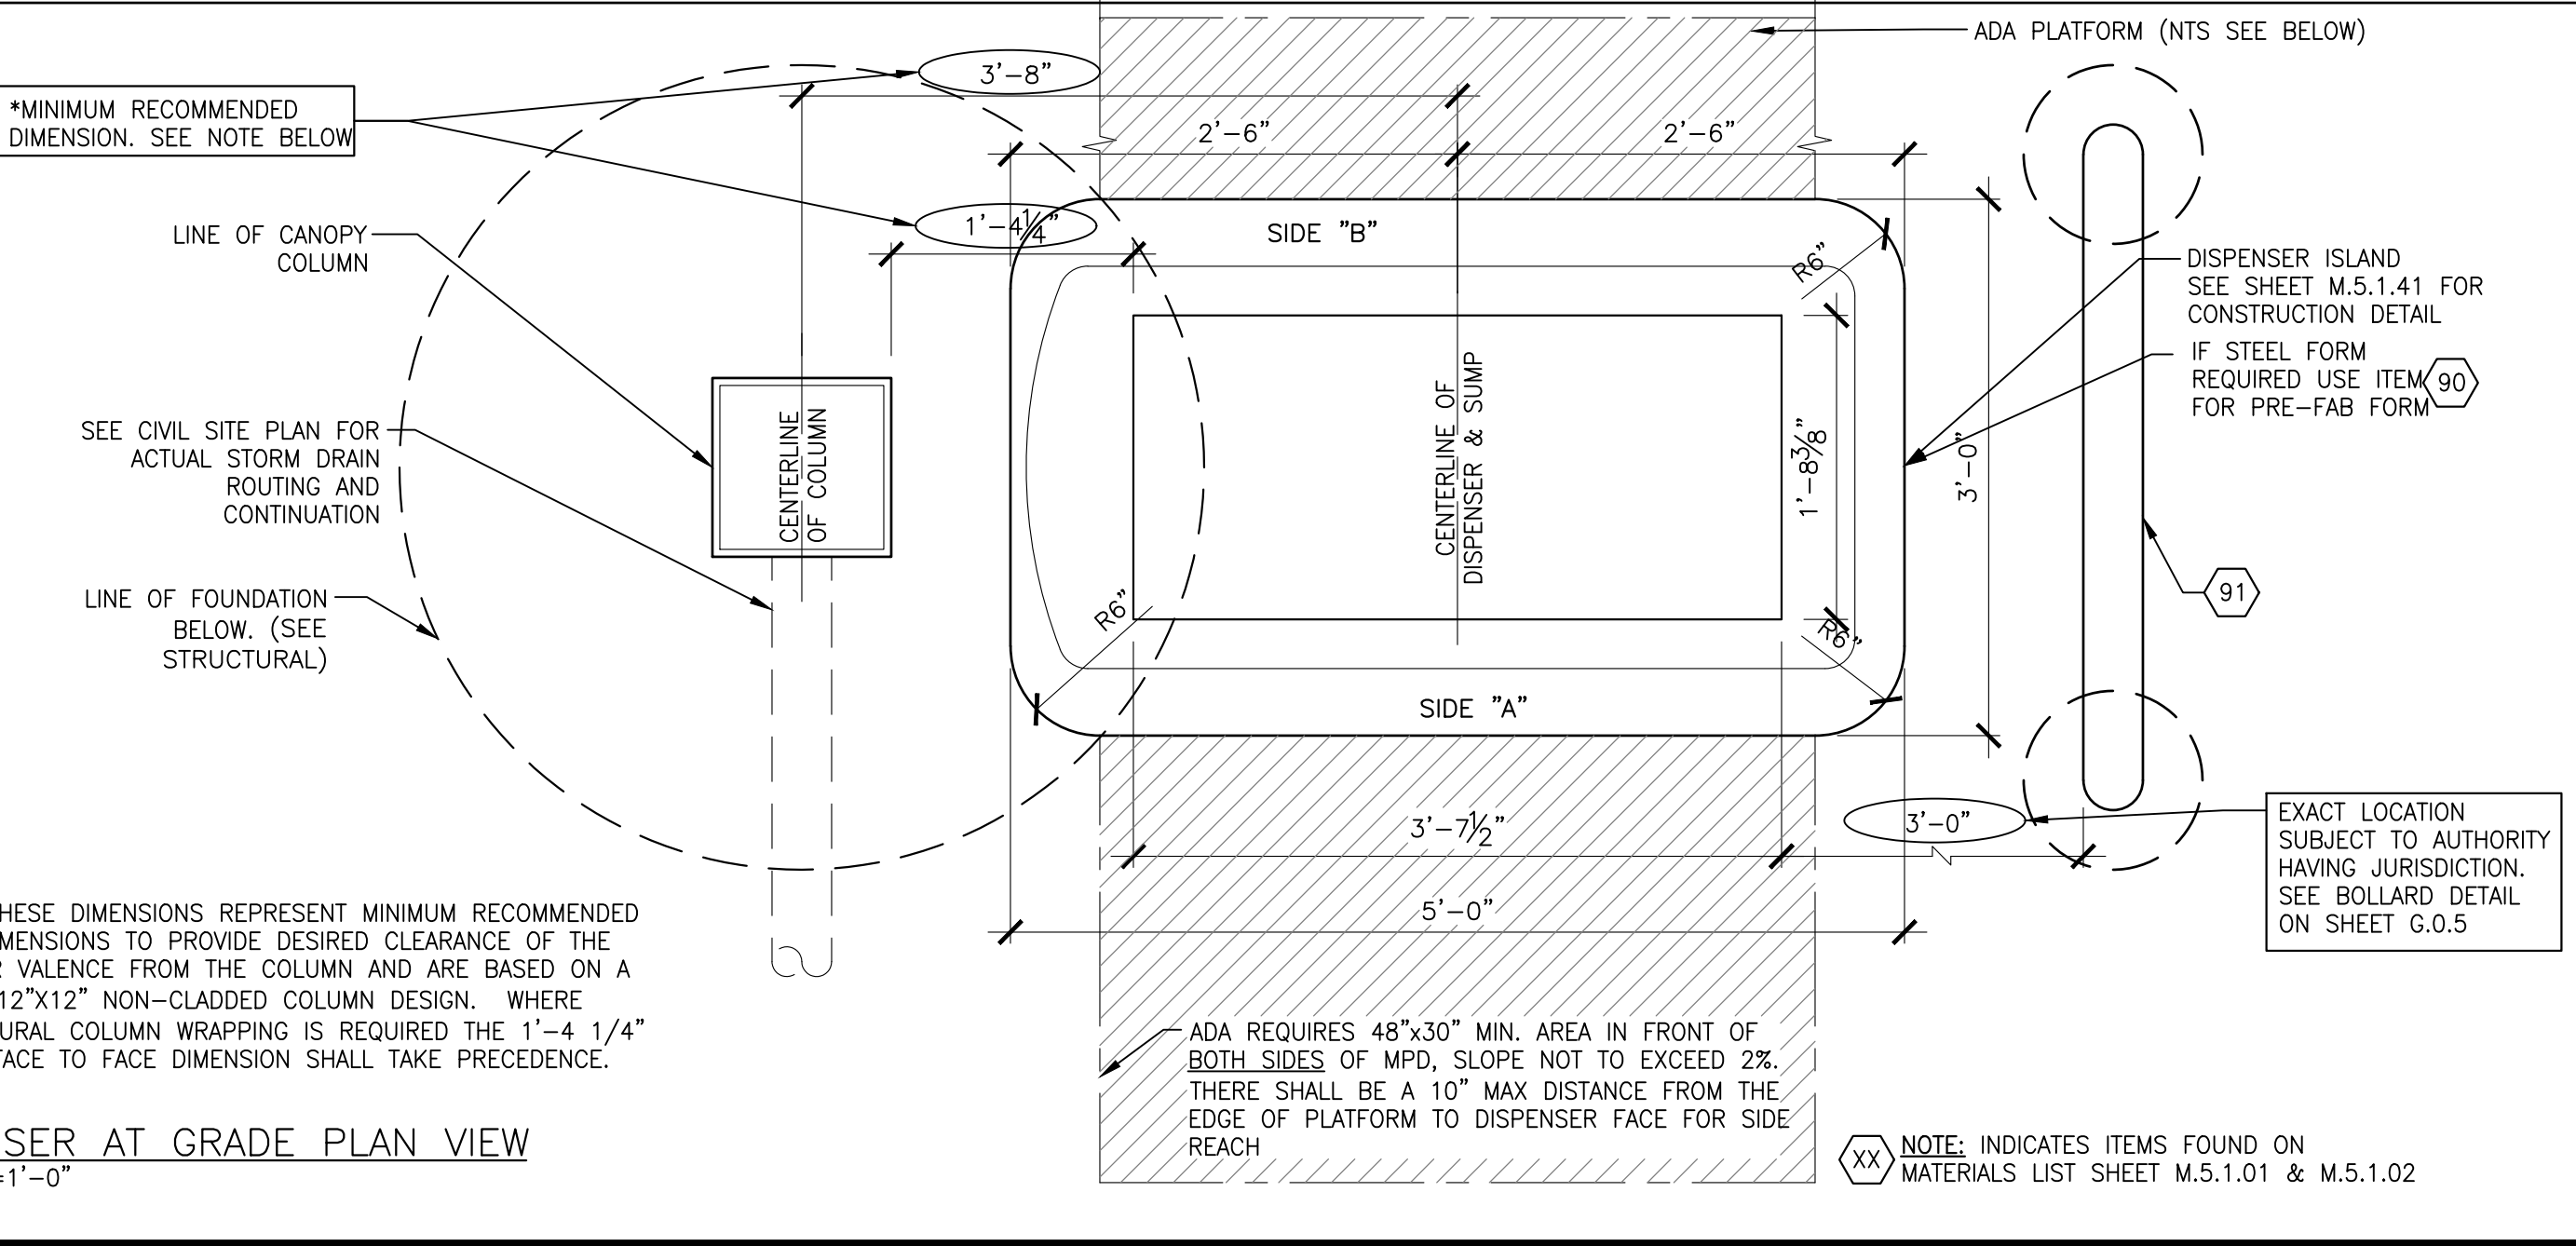 ADA PLATFORM (NTS SEE BELOW)
3'-8"
*MINIMUM RECOMMENDED
DIMENSION. SEE NOTE BELOW
2'-6"
2'-6"
1'-4 1/4"
SIDE "B"
R6"
LINE OF CANOPY
COLUMN
DISPENSER ISLAND
SEE SHEET M.5.1.41 FOR
CONSTRUCTION DETAIL
IF STEEL FORM
REQUIRED USE ITEM 90
FOR PRE-FAB FORM
SEE CIVIL SITE PLAN FOR
ACTUAL STORM DRAIN
ROUTING AND
CONTINUATION
CENTERLINE
OF COLUMN
CENTERLINE OF
DISPENSER & SUMP
1'-8 3/8"
3'-0"
LINE OF FOUNDATION
BELOW. (SEE
STRUCTURAL)
R6"
R6"
91
SIDE "A"
3'-7 1/2"
3'-0"
EXACT LOCATION
SUBJECT TO AUTHORITY
HAVING JURISDICTION.
SEE BOLLARD DETAIL
ON SHEET G.0.5
5'-0"
HESE DIMENSIONS REPRESENT MINIMUM RECOMMENDED
MENSIONS TO PROVIDE DESIRED CLEARANCE OF THE
R VALENCE FROM THE COLUMN AND ARE BASED ON A
12"X12" NON-CLADDED COLUMN DESIGN. WHERE
URAL COLUMN WRAPPING IS REQUIRED THE 1'-4 1/4"
FACE TO FACE DIMENSION SHALL TAKE PRECEDENCE.
ADA REQUIRES 48"x30" MIN. AREA IN FRONT OF
BOTH SIDES OF MPD, SLOPE NOT TO EXCEED 2%.
THERE SHALL BE A 10" MAX DISTANCE FROM THE
EDGE OF PLATFORM TO DISPENSER FACE FOR SIDE
REACH
SER AT GRADE PLAN VIEW
=1'-0"
XX NOTE: INDICATES ITEMS FOUND ON
MATERIALS LIST SHEET M.5.1.01 & M.5.1.02